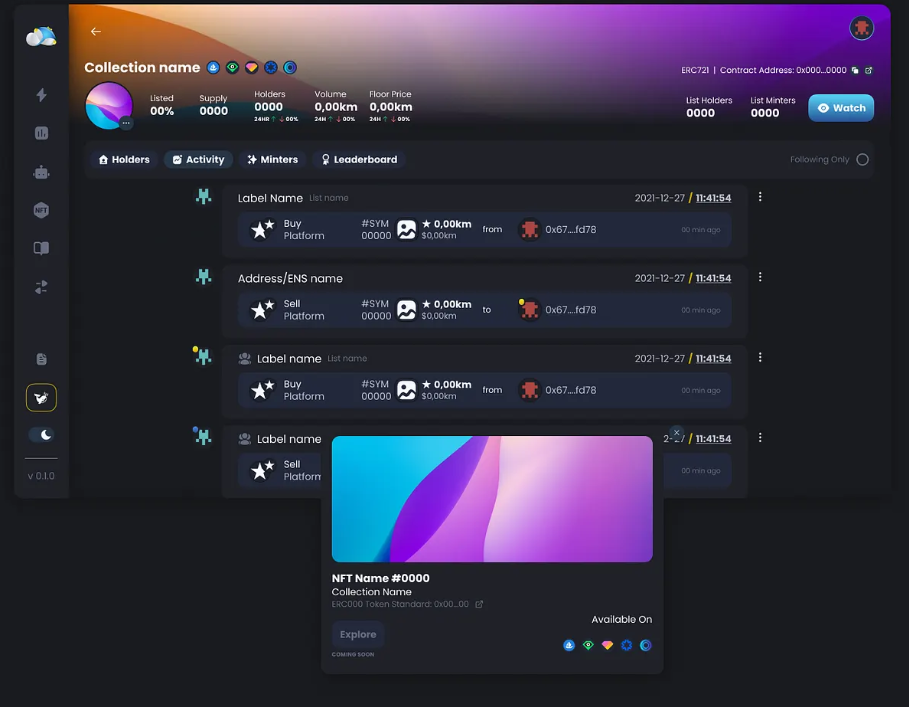 Collection name
ERC721 | Contract Address: 0x000...0000
Listed
00%
Supply
0000
Holders
0000
24HR ↑ ↓ 00%
Volume
0,00km
24H ↑ ↓ 00%
Floor Price
0,00km
24H ↑ ↓ 00%
List Holders
0000
List Minters
0000
Watch
Holders
Activity
Minters
Leaderboard
Following Only
NFT
v 0.1.0
Label Name List name
2021-12-27 / 11:41:54
Buy
Platform
#SYM
00000
★ 0,00km
$0,00km
from
0x67....fd78
00 min ago
Address/ENS name
2021-12-27 / 11:41:54
Sell
Platform
#SYM
00000
★ 0,00km
$0,00km
to
0x67....fd78
00 min ago
Label name List name
2021-12-27 / 11:41:54
Buy
Platform
#SYM
00000
★ 0,00km
$0,00km
from
0x67....fd78
00 min ago
Label name
2-27 / 11:41:54
Sell
Platform
00 min ago
NFT Name #0000
Collection Name
ERC000 Token Standard: 0x00...00
Available On
Explore
COMING SOON